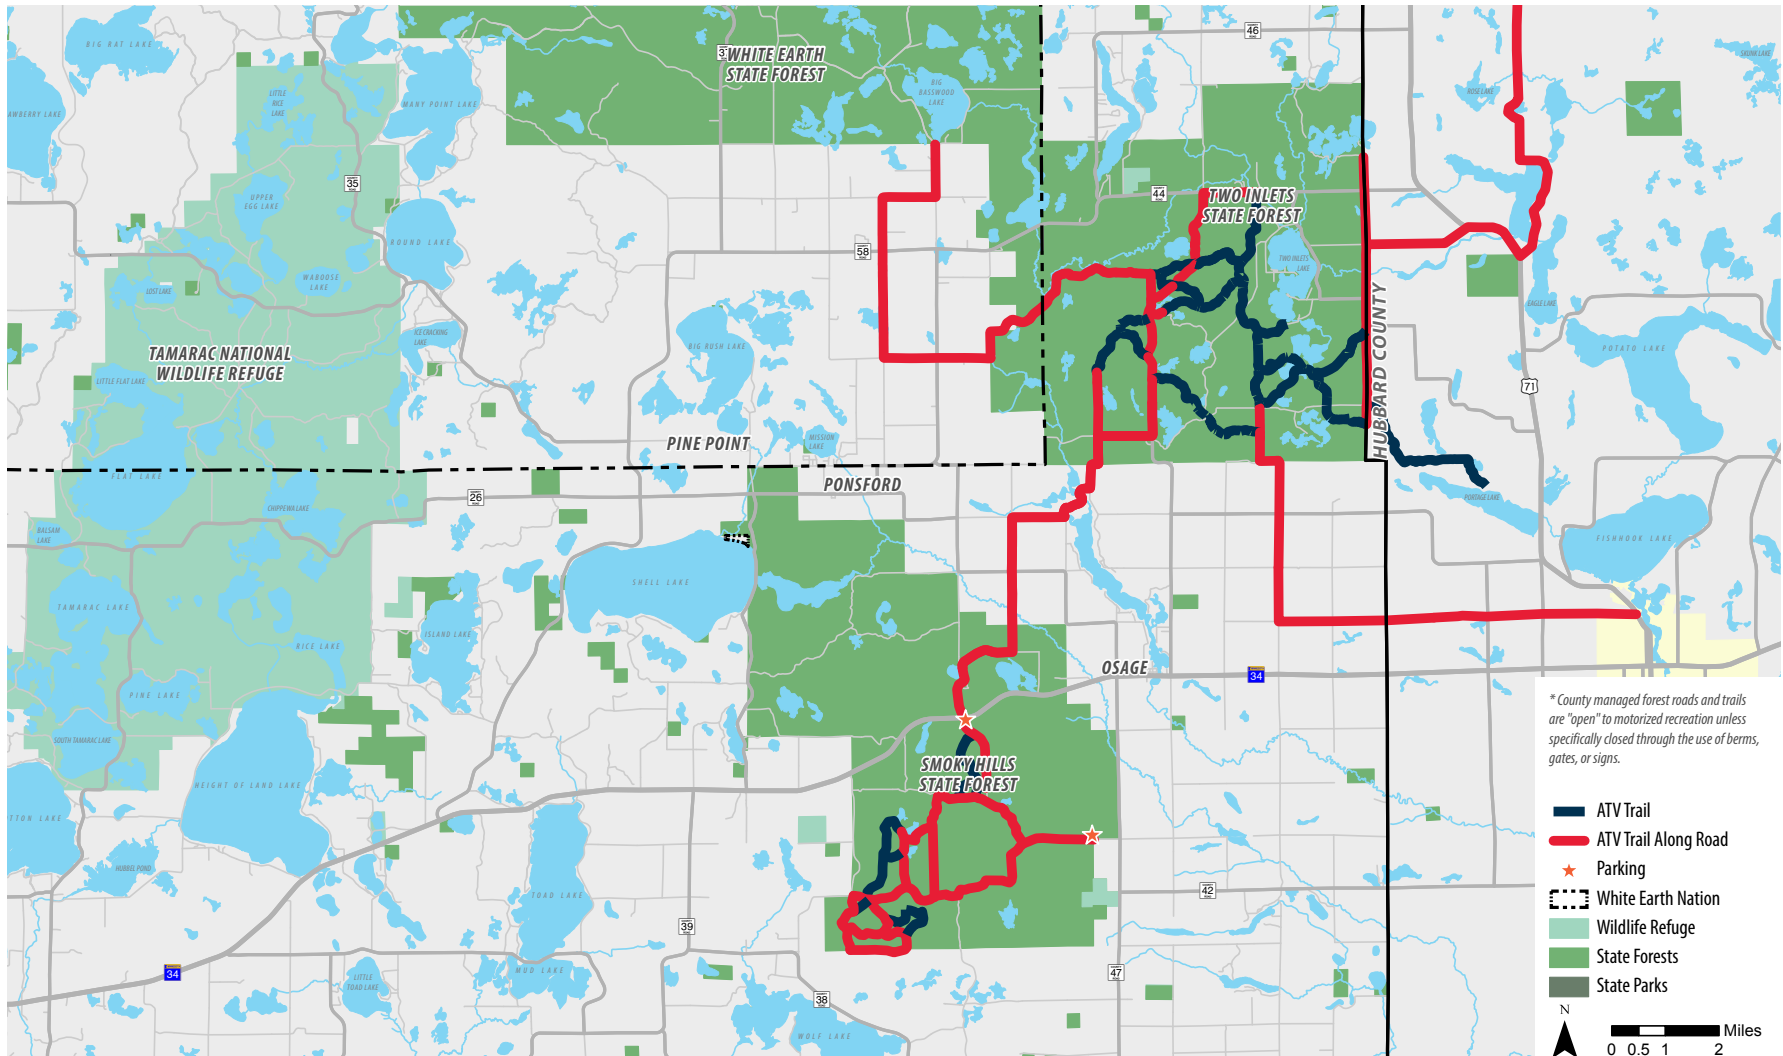 BIG RAT LAKE
46
SKUNK LAKE
3
WHITE EARTH
STATE FOREST
BIG
BASSWOOD
LAKE
ROSE LAKE
LITTLE
RICE
LAKE
MANY POINT LAKE
AWBERRY LAKE
35
44
TWO INLETS
STATE FOREST
UPPER
EGG LAKE
ROUND LAKE
58
TWO INLETS
LAKE
WABOOSE
LAKE
LOST LAKE
EAGLE LAKE
ICE CRACKING
LAKE
HUBBARD COUNTY
BIG RUSH LAKE
POTATO LAKE
TAMARAC NATIONAL
WILDLIFE REFUGE
LITTLE FLAT LAKE
71
PINE POINT
MISSION
LAKE
FLAT LAKE
PONSFORD
26
PORTAGE LAKE
CHIPPEWA LAKE
BALSAM
LAKE
FISHHOOK LAKE
SHELL LAKE
TAMARAC LAKE
ISLAND LAKE
RICE LAKE
OSAGE
34
PINE LAKE
SOUTH TAMARAC LAKE
SMOKY HILLS
STATE FOREST
HEIGHT OF LAND LAKE
TTON LAKE
HUBBEL POND
TOAD LAKE
42
39
34
MUD LAKE
LITTLE
TOAD LAKE
47
38
WOLF LAKE
* County managed forest roads and trails
are "open" to motorized recreation unless
specifically closed through the use of berms,
gates, or signs.
ATV Trail
ATV Trail Along Road
Parking
White Earth Nation
Wildlife Refuge
State Forests
State Parks
N
Miles
0 0.5 1 2